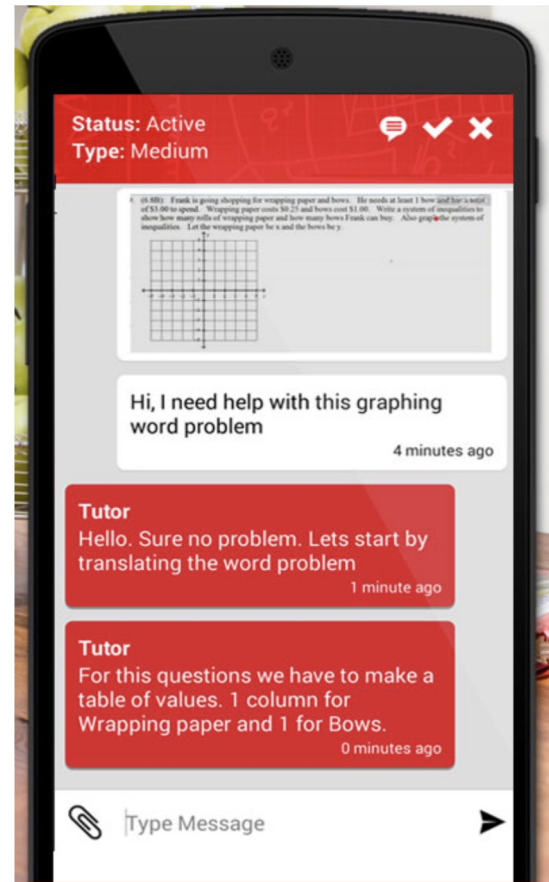 Status: Active
Type: Medium
(6.8B) Frank is going shopping for wrapping paper and bows. He needs at least 1 bow and has a total
of $3.00 to spend. Wrapping paper costs $0.25 and bows cost $1.00. Write a system of inequalities to
show how many rolls of wrapping paper and how many bows Frank can buy. Also graph the system of
inequalities. Let the wrapping paper be x and the bows be y.
Hi, I need help with this graphing
word problem
4 minutes ago
Tutor
Hello. Sure no problem. Lets start by
translating the word problem
1 minute ago
Tutor
For this questions we have to make a
table of values. 1 column for
Wrapping paper and 1 for Bows.
0 minutes ago
Type Message